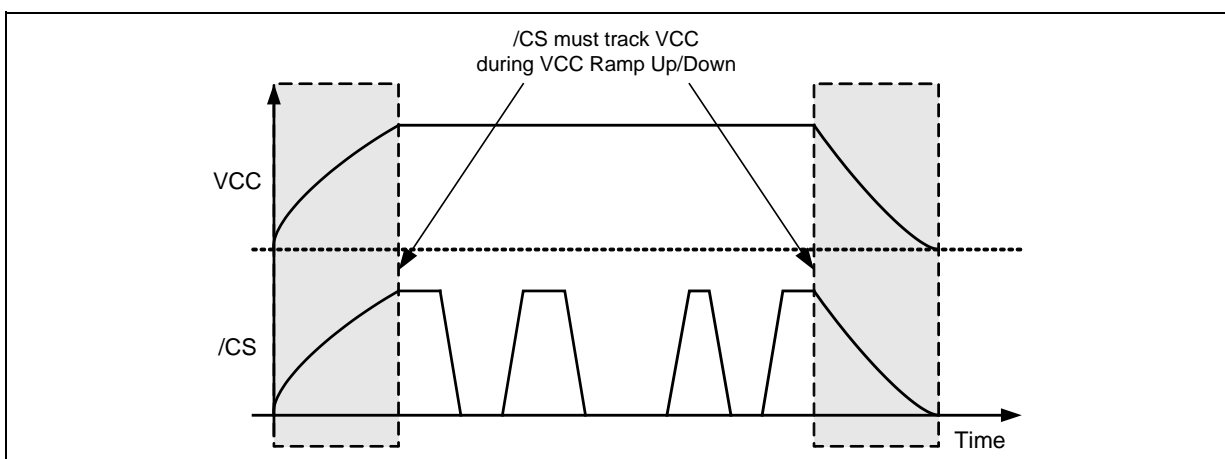 /CS must track VCC
during VCC Ramp Up/Down
VCC
/CS
Time